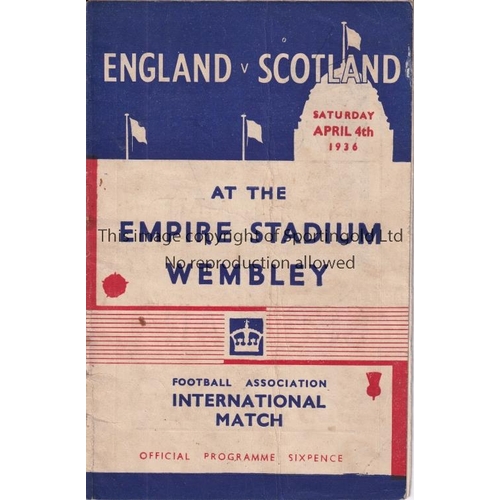 ENGLAND v SCOTLAND
SATURDAY
APRIL 4th
1936
AT THE
EMPIRE STADIUM
This image copyright of Sportingold Ltd
WEMBLEY
No reproduction allowed
FOOTBALL ASSOCIATION
INTERNATIONAL
MATCH
OFFICIAL PROGRAMME SIXPENCE